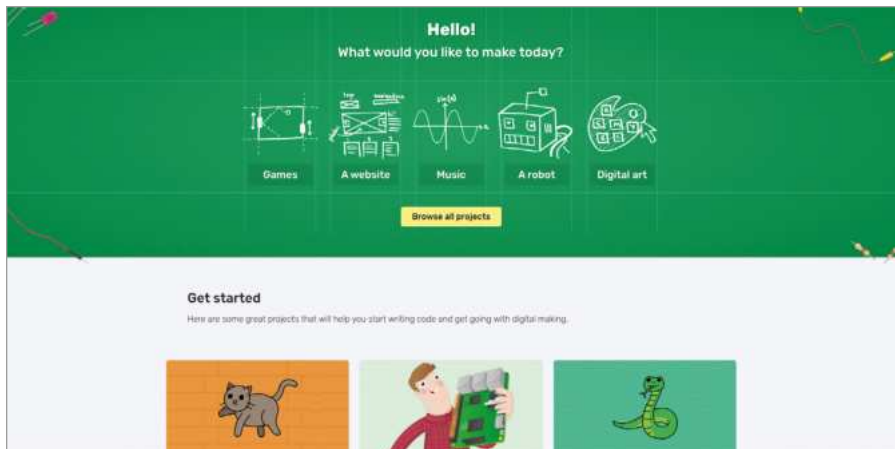 Hello!
What would you like to make today?
sin(x)
Games
A website
Music
A robot
Digital art
Browse all projects
Get started
Here are some great projects that will help you start writing code and get going with digital making.